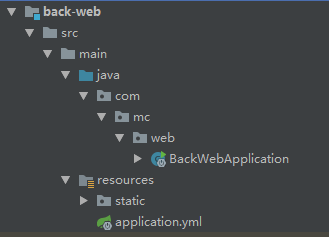 back-web
src
main
java
com
mc
web
BackWebApplication
resources
static
application.yml